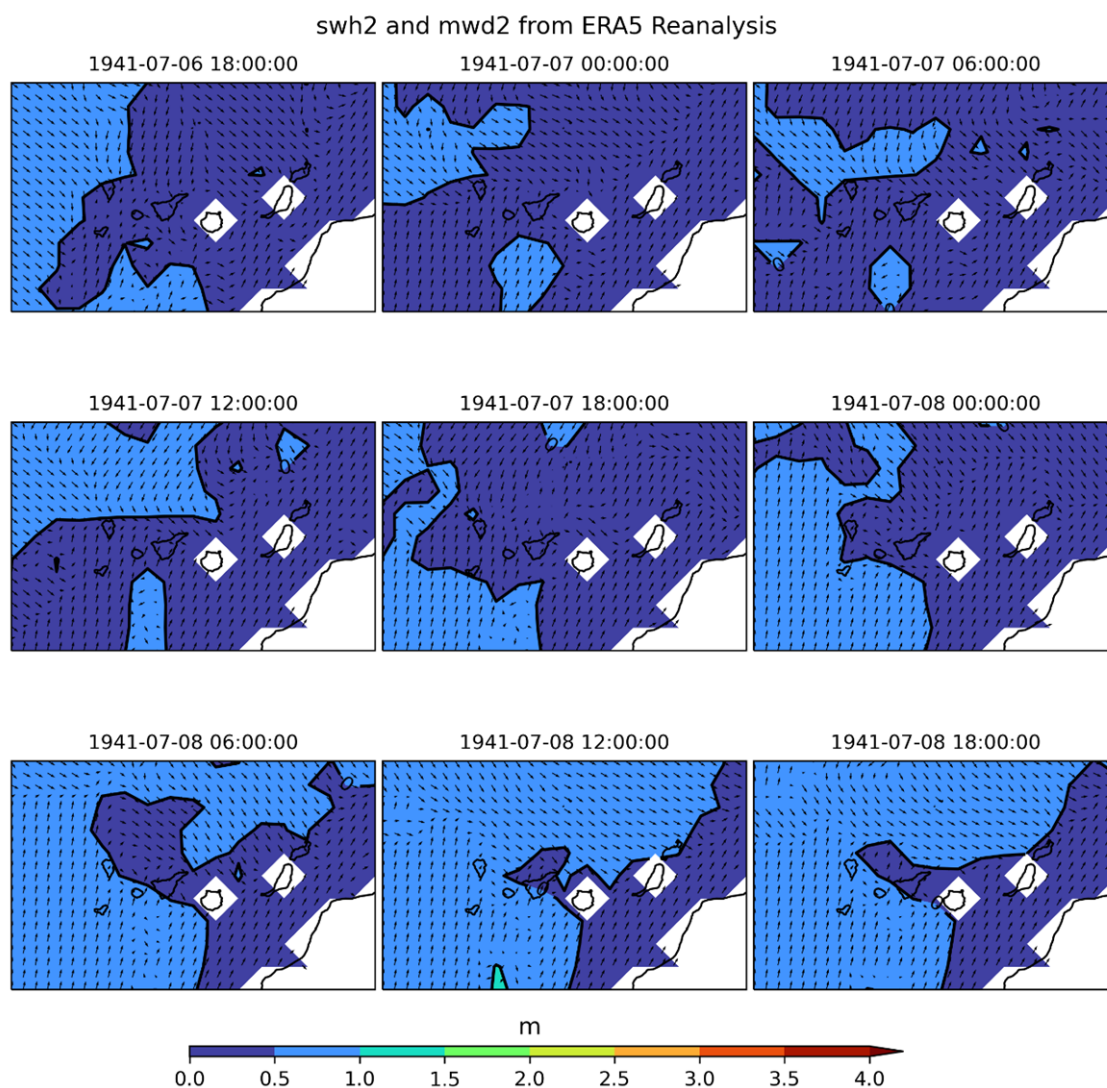 swh2 and mwd2 from ERA5 Reanalysis
1941-07-06 18:00:00 1941-07-07 00:00:00 1941-07-07 06:00:00
1941-07-07 12:00:00 1941-07-07 18:00:00 1941-07-08 00:00:00
1941-07-08 06:00:00 1941-07-08 12:00:00 1941-07-08 18:00:00
m
0.0 0.5 1.0 1.5 2.0 2.5 3.0 3.5 4.0